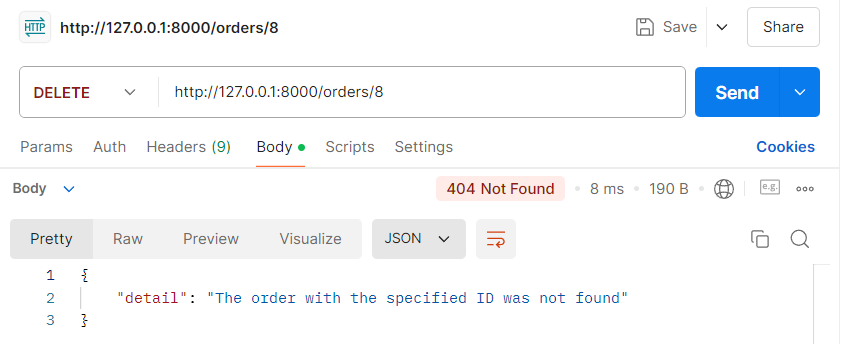 HTTP http://127.0.0.1:8000/orders/8 Save Share
DELETE http://127.0.0.1:8000/orders/8 Send
Params Auth Headers (9) Body Scripts Settings Cookies
Body 404 Not Found 8 ms 190 B e.g.
Pretty Raw Preview Visualize JSON
1 {
2 "detail": "The order with the specified ID was not found"
3 }